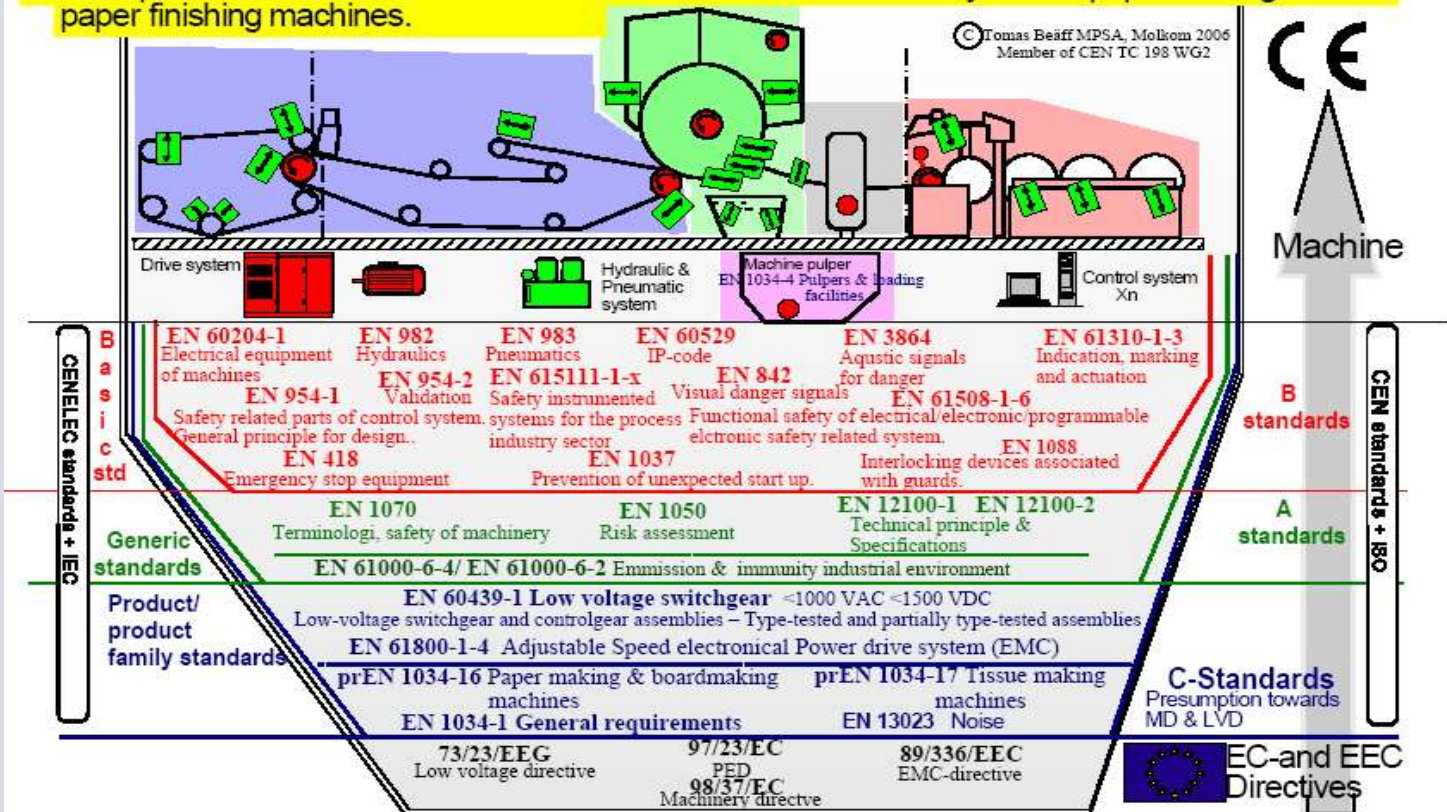 paper finishing machines.
© Tomas Beäff MPSA, Molkom 2006
Member of CEN TC 198 WG2
CE
Machine
Drive system
Hydraulic &
Pneumatic
system
Machine pulper
EN 1034-4 Pulpers & loading
facilities
Control system
Xn
CENELEC standards + IEC
Basic
std
EN 60204-1
Electrical equipment
of machines
EN 982
Hydraulics
EN 983
Pneumatics
EN 60529
IP-code
EN 3864
Aqustic signals
for danger
EN 61310-1-3
Indication, marking
and actuation
EN 954-1
Safety related parts of control system.
General principle for design..
EN 954-2
Validation
EN 615111-1-x
Safety instrumented
systems for the process
industry sector
EN 842
Visual danger signals
EN 61508-1-6
Functional safety of electrical/electronic/programmable
elctronic safety related system.
EN 418
Emergency stop equipment
EN 1037
Prevention of unexpected start up.
EN 1088
Interlocking devices associated
with guards.
B
standards
CEN standards + ISO
Generic
standards
EN 1070
Terminologi, safety of machinery
EN 1050
Risk assessment
EN 12100-1 EN 12100-2
Technical principle &
Specifications
A
standards
EN 61000-6-4/ EN 61000-6-2 Emmission & immunity industrial environment
Product/
product
family standards
EN 60439-1 Low voltage switchgear <1000 VAC <1500 VDC
Low-voltage switchgear and controlgear assemblies – Type-tested and partially type-tested assemblies
EN 61800-1-4 Adjustable Speed electronical Power drive system (EMC)
prEN 1034-16 Paper making & boardmaking
machines
prEN 1034-17 Tissue making
machines
EN 1034-1 General requirements
EN 13023 Noise
C-Standards
Presumption towards
MD & LVD
73/23/EEG
Low voltage directive
97/23/EC
PED
98/37/EC
Machinery directve
89/336/EEC
EMC-directive
EC-and EEC
Directives